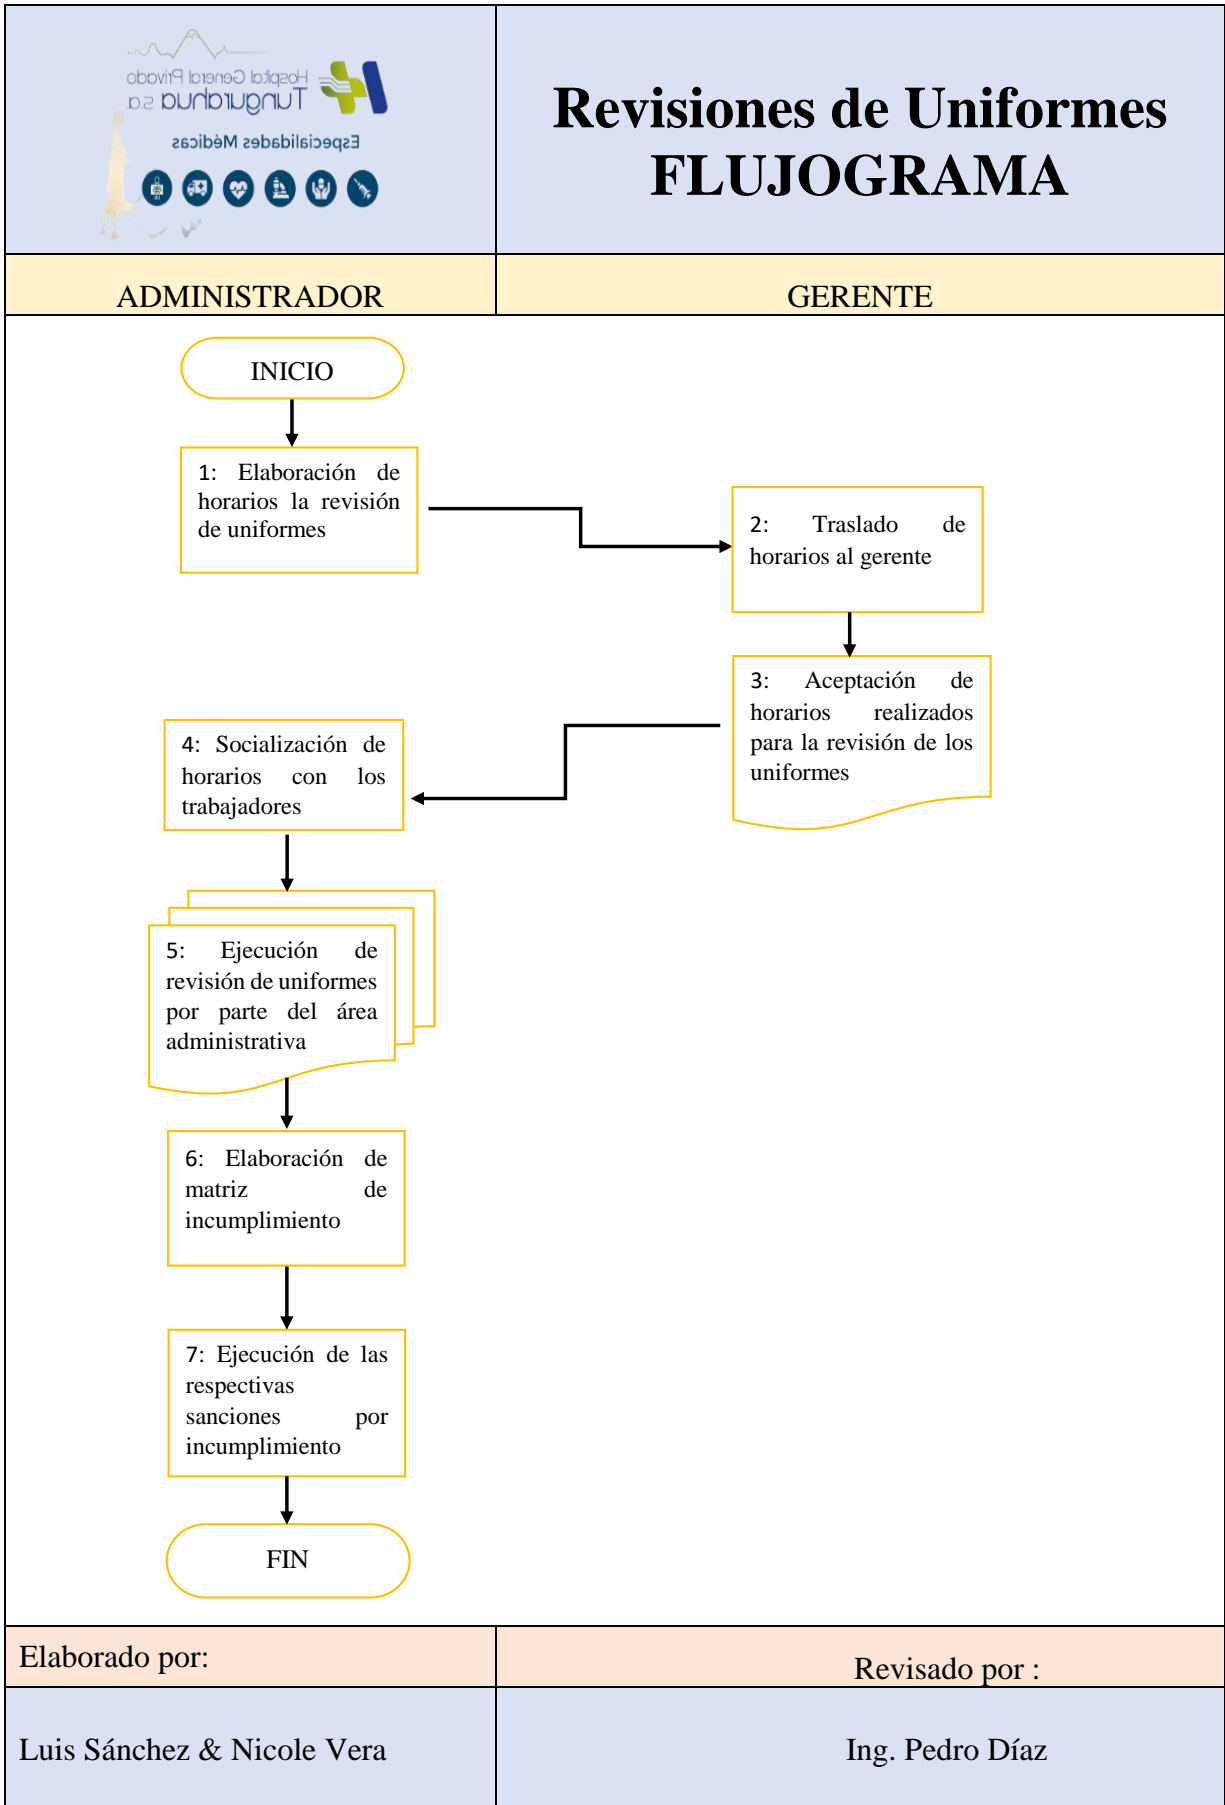 Hospital General Privado
Tungurahua s.a.
Especialidades Médicas
Revisiones de Uniformes
FLUJOGRAMA
ADMINISTRADOR
GERENTE
INICIO
1: Elaboración de
horarios la revisión
de uniformes
2: Traslado de
horarios al gerente
3: Aceptación de
horarios realizados
para la revisión de los
uniformes
4: Socialización de
horarios con los
trabajadores
5: Ejecución de
revisión de uniformes
por parte del área
administrativa
6: Elaboración de
matriz de
incumplimiento
7: Ejecución de las
respectivas
sanciones por
incumplimiento
FIN
Elaborado por:
Revisado por :
Luis Sánchez & Nicole Vera
Ing. Pedro Díaz